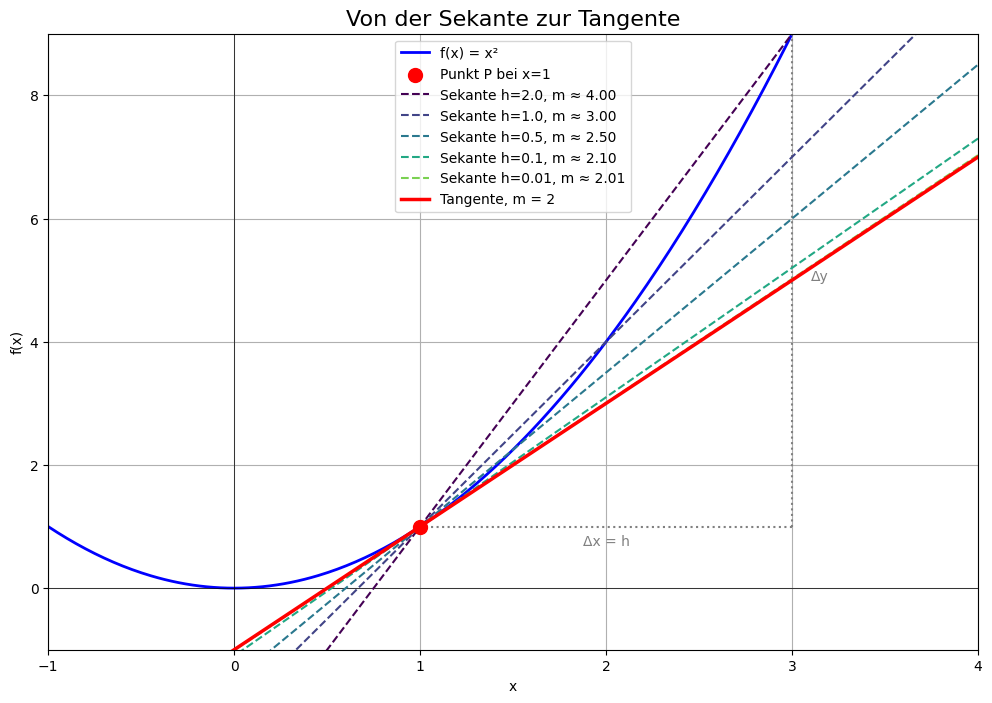 Von der Sekante zur Tangente
f(x) = x²
Punkt P bei x=1
Sekante h=2.0, m ≈ 4.00
Sekante h=1.0, m ≈ 3.00
Sekante h=0.5, m ≈ 2.50
Sekante h=0.1, m ≈ 2.10
Sekante h=0.01, m ≈ 2.01
Tangente, m = 2
8
6
4
2
0
f(x)
Δy
Δx = h
−1 0 1 2 3 4
x